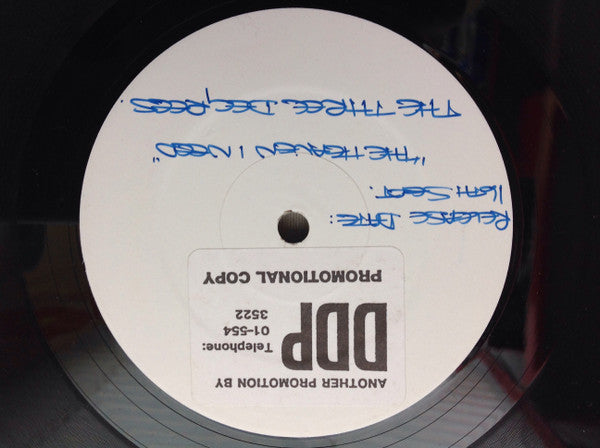 ANOTHER PROMOTION BY
DDP
Telephone:
01-554
3522
PROMOTIONAL COPY
RELEASE DATE:
16TH SEPT.
"THE HEAVEN I NEED"
THE THREE DEGREES.